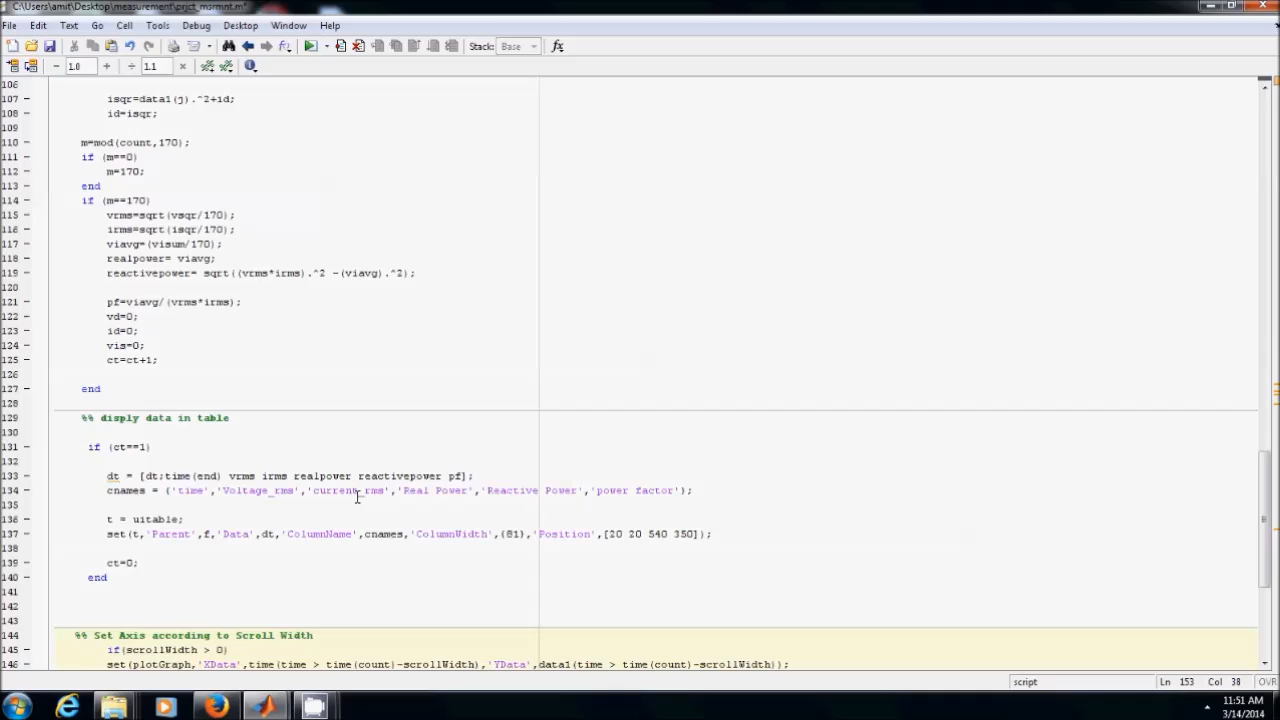 C:\Users\amit\Desktop\measurement\prjct_msrmnt.m*
File Edit Text Go Cell Tools Debug Desktop Window Help
Stack: Base fx
− 1.0 + ÷ 1.1 ×
106
107 − isqr=data1(j).^2+id;
108 − id=isqr;
109
110 − m=mod(count,170);
111 − if (m==0)
112 − m=170;
113 − end
114 − if (m==170)
115 − vrms=sqrt(vsqr/170);
116 − irms=sqrt(isqr/170);
117 − viavg=(visum/170);
118 − realpower= viavg;
119 − reactivepower= sqrt((vrms*irms).^2 -(viavg).^2);
120
121 − pf=viavg/(vrms*irms);
122 − vd=0;
123 − id=0;
124 − vis=0;
125 − ct=ct+1;
126
127 − end
128
129 %% disply data in table
130
131 − if (ct==1)
132
133 − dt = [dt;time(end) vrms irms realpower reactivepower pf];
134 − cnames = {'time','Voltage_rms','current_rms','Real Power','Reactive Power','power factor'};
135
136 − t = uitable;
137 − set(t,'Parent',f,'Data',dt,'ColumnName',cnames,'ColumnWidth',{81},'Position',[20 20 540 350]);
138
139 − ct=0;
140 − end
141
142
143
144 %% Set Axis according to Scroll Width
145 − if(scrollWidth > 0)
146 − set(plotGraph,'XData',time(time > time(count)-scrollWidth),'YData',data1(time > time(count)-scrollWidth));
script Ln 153 Col 38 OVR
11:51 AM
3/14/2014